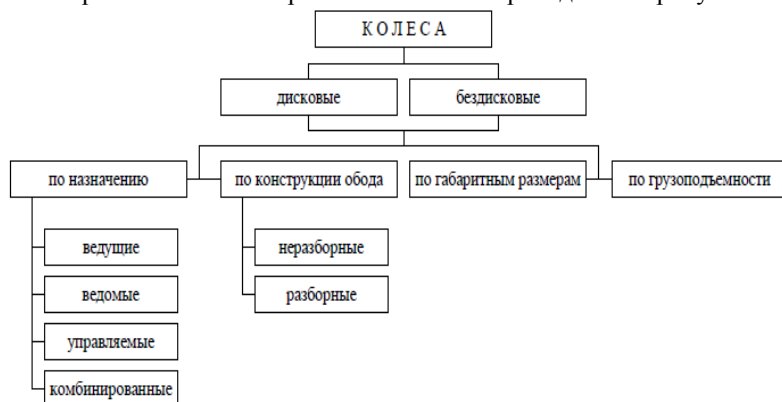 К О Л Е С А
дисковые бездисковые
по назначению по конструкции обода по габаритным размерам по грузоподъемности
ведущие неразборные
ведомые разборные
управляемые
комбинированные